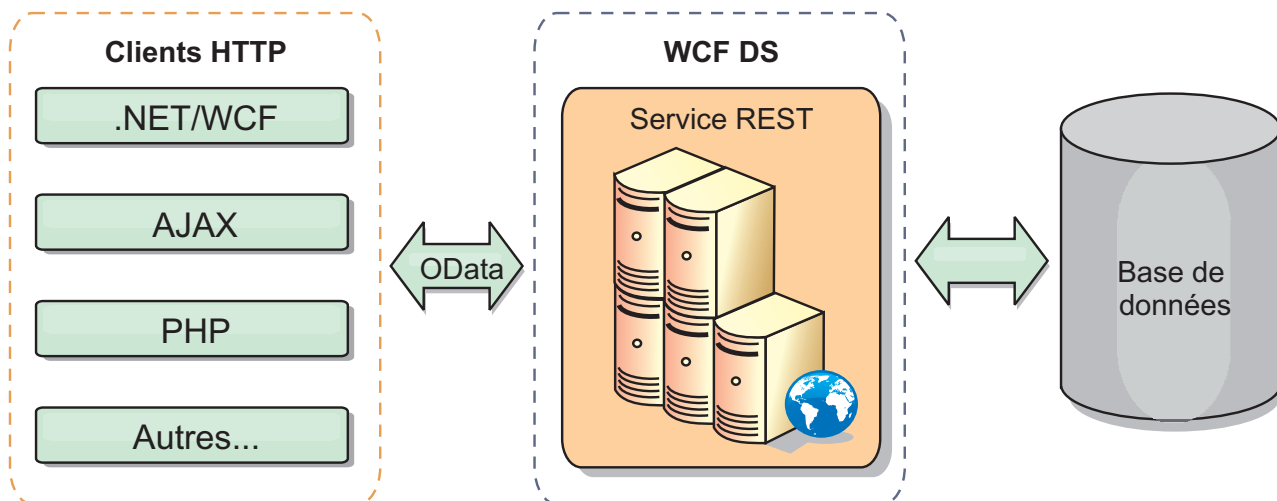 Clients HTTP
.NET/WCF
AJAX
PHP
Autres...
OData
WCF DS
Service REST
Base de
données